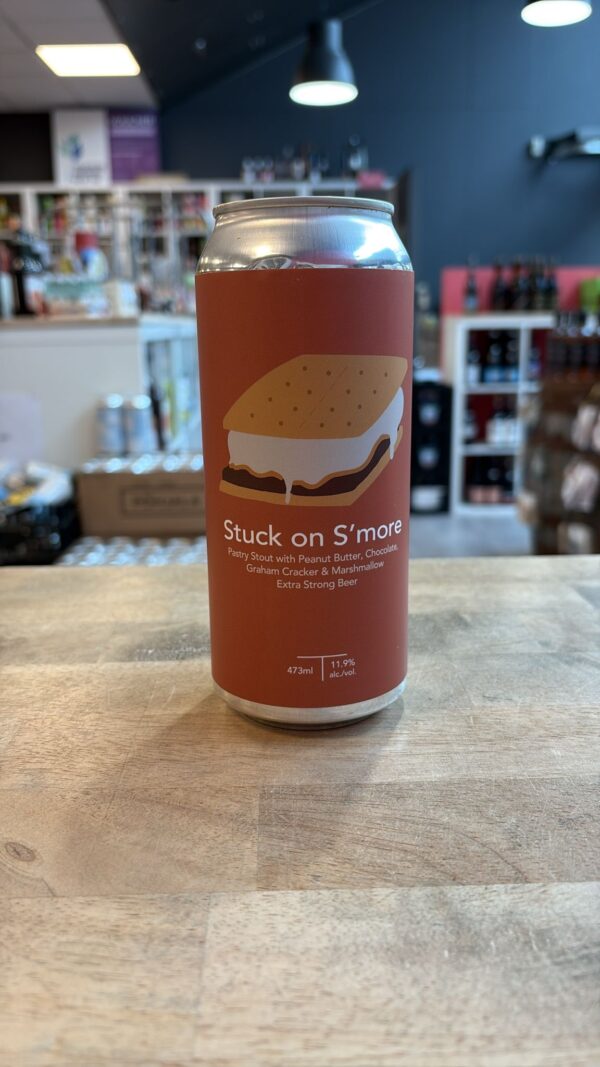 Stuck on S'more
Pastry Stout with Peanut Butter, Chocolate,
Graham Cracker & Marshmallow
Extra Strong Beer
473ml
11.9%
alc./vol.